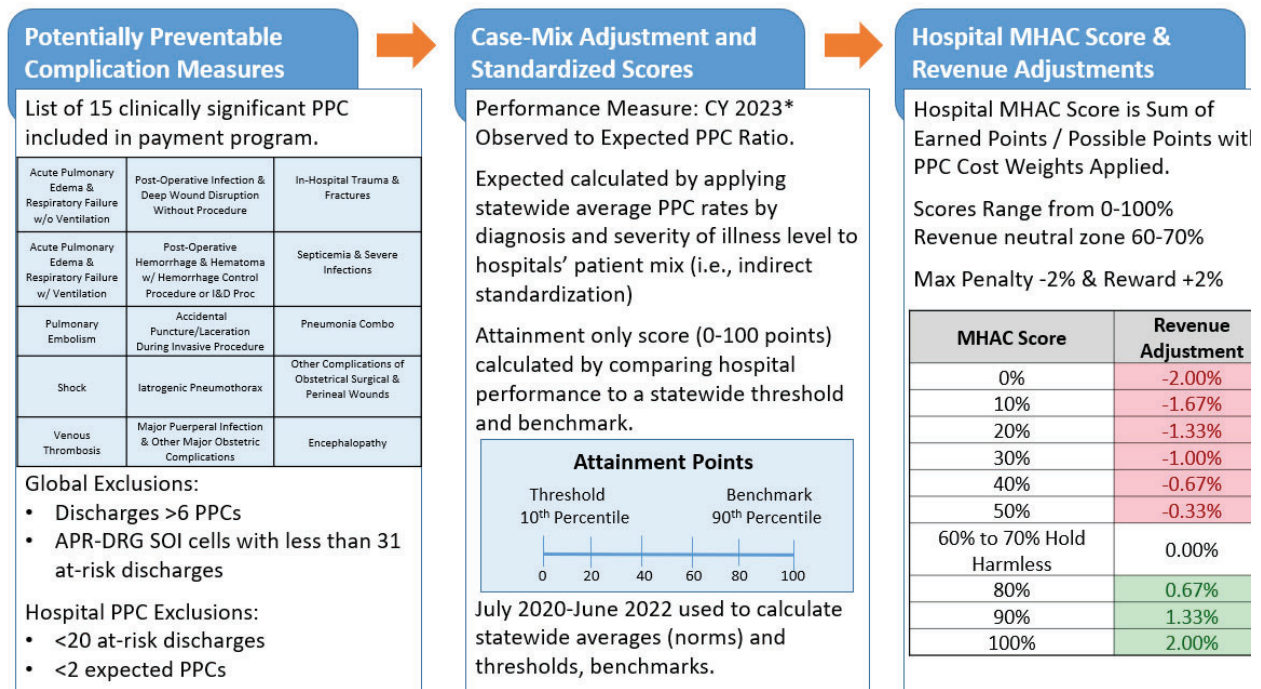 Potentially Preventable
Complication Measures
List of 15 clinically significant PPC
included in payment program.
Acute Pulmonary
Edema &
Respiratory Failure
w/o Ventilation
Post-Operative Infection &
Deep Wound Disruption
Without Procedure
In-Hospital Trauma &
Fractures
Acute Pulmonary
Edema &
Respiratory Failure
w/ Ventilation
Post-Operative
Hemorrhage & Hematoma
w/ Hemorrhage Control
Procedure or I&D Proc
Septicemia & Severe
Infections
Pulmonary
Embolism
Accidental
Puncture/Laceration
During Invasive Procedure
Pneumonia Combo
Shock
Iatrogenic Pneumothorax
Other Complications of
Obstetrical Surgical &
Perineal Wounds
Venous
Thrombosis
Major Puerperal Infection
& Other Major Obstetric
Complications
Encephalopathy
Global Exclusions:
• Discharges >6 PPCs
• APR-DRG SOI cells with less than 31
at-risk discharges
Hospital PPC Exclusions:
• <20 at-risk discharges
• <2 expected PPCs
Case-Mix Adjustment and
Standardized Scores
Performance Measure: CY 2023*
Observed to Expected PPC Ratio.
Expected calculated by applying
statewide average PPC rates by
diagnosis and severity of illness level to
hospitals' patient mix (i.e., indirect
standardization)
Attainment only score (0-100 points)
calculated by comparing hospital
performance to a statewide threshold
and benchmark.
Attainment Points
Threshold
10th Percentile
Benchmark
90th Percentile
0 20 40 60 80 100
July 2020-June 2022 used to calculate
statewide averages (norms) and
thresholds, benchmarks.
Hospital MHAC Score &
Revenue Adjustments
Hospital MHAC Score is Sum of
Earned Points / Possible Points with
PPC Cost Weights Applied.
Scores Range from 0-100%
Revenue neutral zone 60-70%
Max Penalty -2% & Reward +2%
MHAC Score Revenue
Adjustment
0% -2.00%
10% -1.67%
20% -1.33%
30% -1.00%
40% -0.67%
50% -0.33%
60% to 70% Hold
Harmless 0.00%
80% 0.67%
90% 1.33%
100% 2.00%